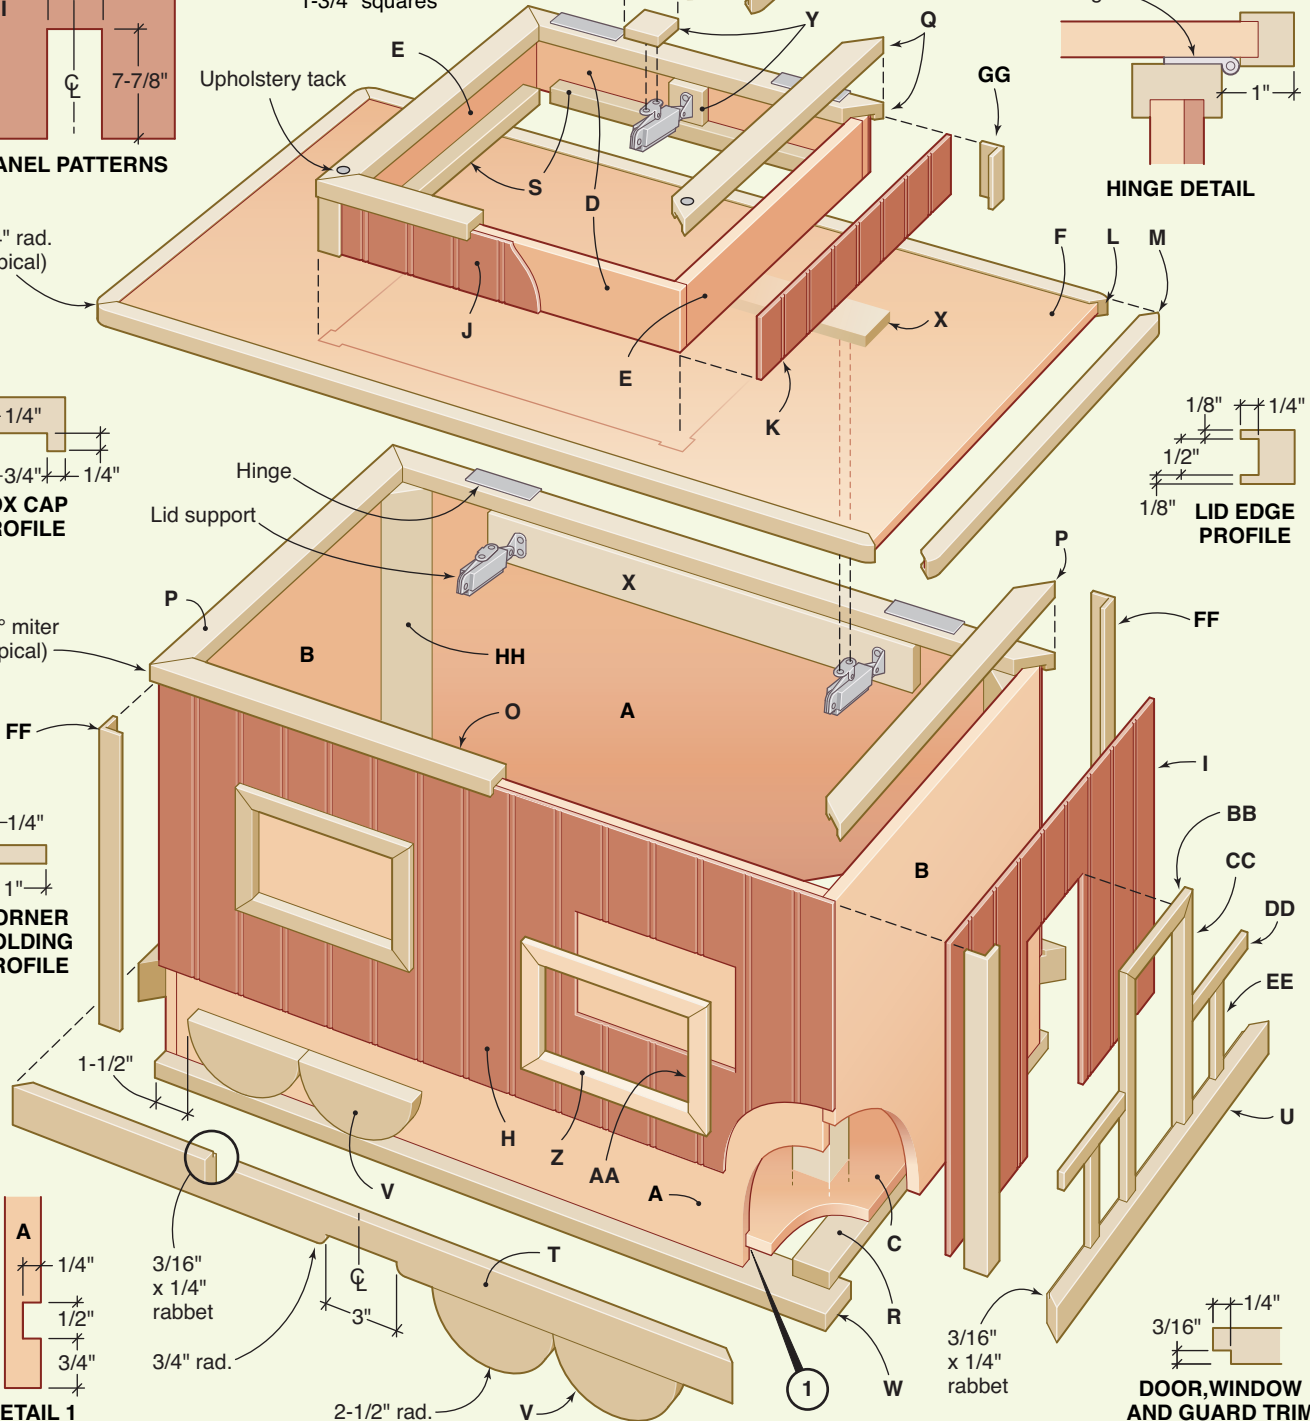 1-3/4" squares
Y
Q
E
GG
Upholstery tack
℄
7-7/8"
1"
ANEL PATTERNS
HINGE DETAIL
S
D
4" rad.
pical)
F
L
M
J
X
E
K
1/4"
3/4"
1/4"
OX CAP
ROFILE
1/8"
1/4"
1/2"
1/8"
LID EDGE
PROFILE
Hinge
Lid support
P
X
P
° miter
pical)
B
HH
FF
A
O
FF
I
1/4"
1"
ORNER
OLDING
ROFILE
B
BB
CC
DD
EE
1-1/2"
H
Z
AA
V
A
U
C
A
1/4"
1/2"
3/4"
ETAIL 1
3/16"
x 1/4"
rabbet
℄
3"
T
3/4" rad.
R
W
1
2-1/2" rad.
V
3/16"
x 1/4"
rabbet
1/4"
3/16"
DOOR,WINDOW
AND GUARD TRIM